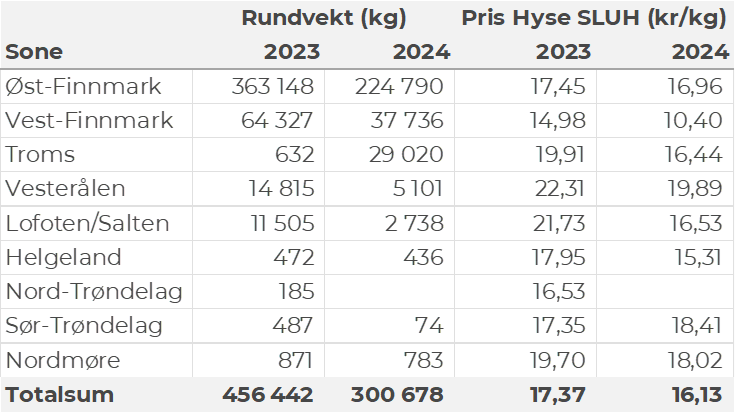 Rundvekt (kg) Pris Hyse SLUH (kr/kg)
Sone 2023 2024 2023 2024
Øst-Finnmark 363 148 224 790 17,45 16,96
Vest-Finnmark 64 327 37 736 14,98 10,40
Troms 632 29 020 19,91 16,44
Vesterålen 14 815 5 101 22,31 19,89
Lofoten/Salten 11 505 2 738 21,73 16,53
Helgeland 472 436 17,95 15,31
Nord-Trøndelag 185 16,53
Sør-Trøndelag 487 74 17,35 18,41
Nordmøre 871 783 19,70 18,02
Totalsum 456 442 300 678 17,37 16,13